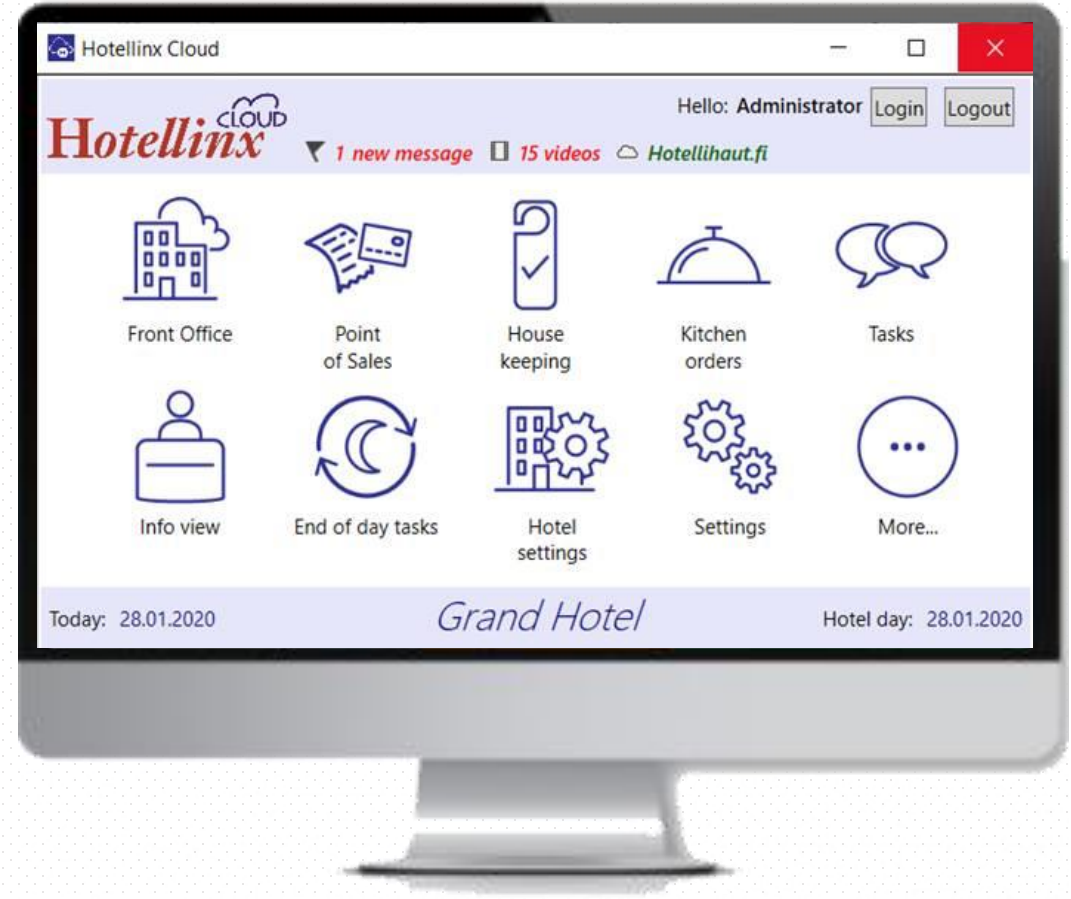 Hotellinx Cloud
Hello: Administrator Login Logout
Hotellinx CLOUD
1 new message 15 videos Hotellihaut.fi
Front Office
Point
of Sales
House
keeping
Kitchen
orders
Tasks
Info view
End of day tasks
Hotel
settings
Settings
More...
Today: 28.01.2020
Grand Hotel
Hotel day: 28.01.2020